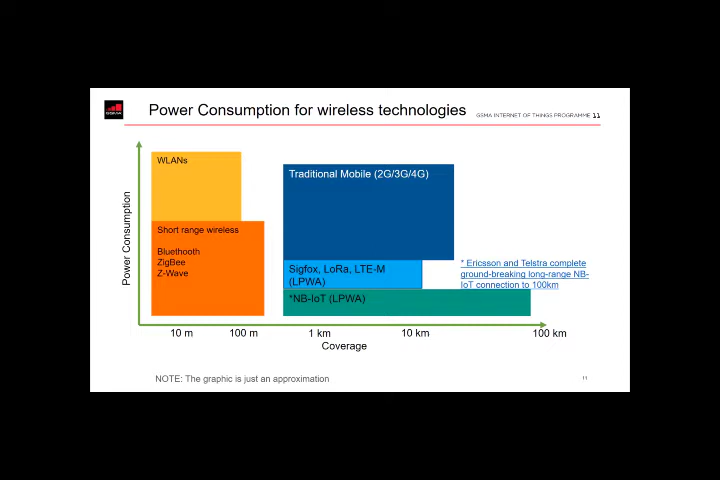 GSMA
Power Consumption for wireless technologies
GSMA INTERNET OF THINGS PROGRAMME 11
Power Consumption
WLANs
Short range wireless
Bluethooth
ZigBee
Z-Wave
Traditional Mobile (2G/3G/4G)
Sigfox, LoRa, LTE-M
(LPWA)
*NB-IoT (LPWA)
* Ericsson and Telstra complete
ground-breaking long-range NB-
IoT connection to 100km
10 m 100 m 1 km 10 km 100 km
Coverage
NOTE: The graphic is just an approximation
11